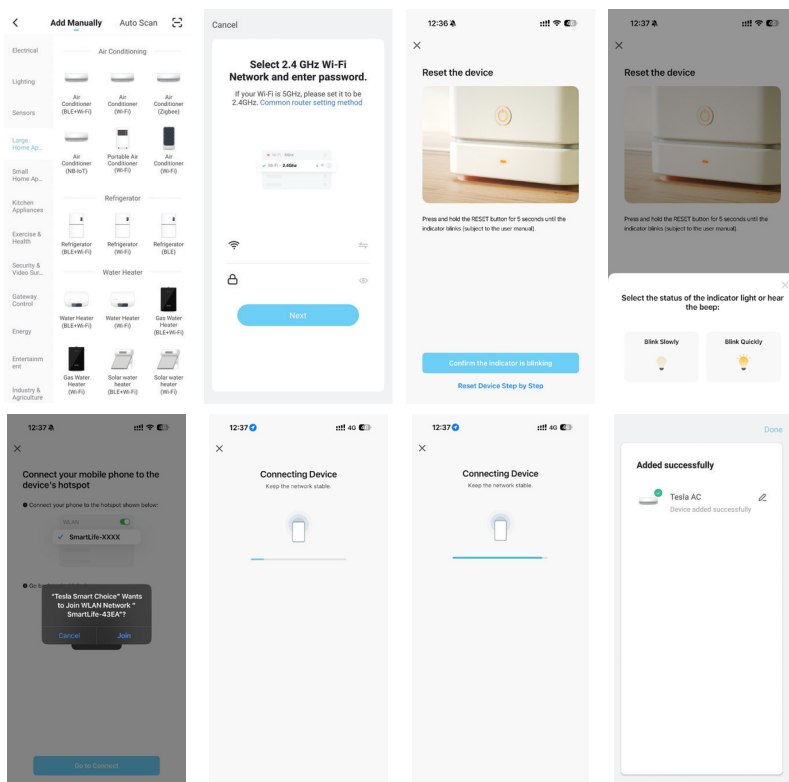 Add Manually
Auto Scan
Electrical
Lighting
Sensors
Large
Home Ap...
Small
Home Ap...
Kitchen
Appliances
Exercise &
Health
Security &
Video Sur...
Gateway
Control
Energy
Entertainm
ent
Industry &
Agriculture
Air Conditioning
Air
Conditioner
(BLE+Wi-Fi)
Air
Conditioner
(Wi-Fi)
Air
Conditioner
(Zigbee)
Air
Conditioner
(NB-IoT)
Portable Air
Conditioner
(Wi-Fi)
Air
Conditioner
(Wi-Fi)
Refrigerator
Refrigerator
(BLE+Wi-Fi)
Refrigerator
(Wi-Fi)
Refrigerator
(BLE)
Water Heater
Water Heater
(BLE+Wi-Fi)
Water Heater
(Wi-Fi)
Gas Water
Heater
(BLE+Wi-Fi)
Gas Water
Heater
(Wi-Fi)
Solar water
heater
(BLE+Wi-Fi)
Solar water
heater
(Wi-Fi)
Cancel
Select 2.4 GHz Wi-Fi
Network and enter password.
If your Wi-Fi is 5GHz, please set it to be
2.4GHz. Common router setting method
Wi-Fi - 5Ghz
Wi-Fi - 2.4Ghz
Next
12:36
Reset the device
Press and hold the RESET button for 5 seconds until the
indicator blinks (subject to the user manual).
Confirm the indicator is blinking
Reset Device Step by Step
12:37
Reset the device
Press and hold the RESET button for 5 seconds until the
indicator blinks (subject to the user manual).
Select the status of the indicator light or hear
the beep:
Blink Slowly
Blink Quickly
12:37
Connect your mobile phone to the
device's hotspot
Connect your phone to the hotspot shown below:
WLAN
SmartLife-XXXX
"Tesla Smart Choice" Wants
to Join WLAN Network "
SmartLife-43EA"?
Cancel
Join
Go to Connect
12:37
4G
Connecting Device
Keep the network stable.
12:37
4G
Connecting Device
Keep the network stable.
Done
Added successfully
Tesla AC
Device added successfully